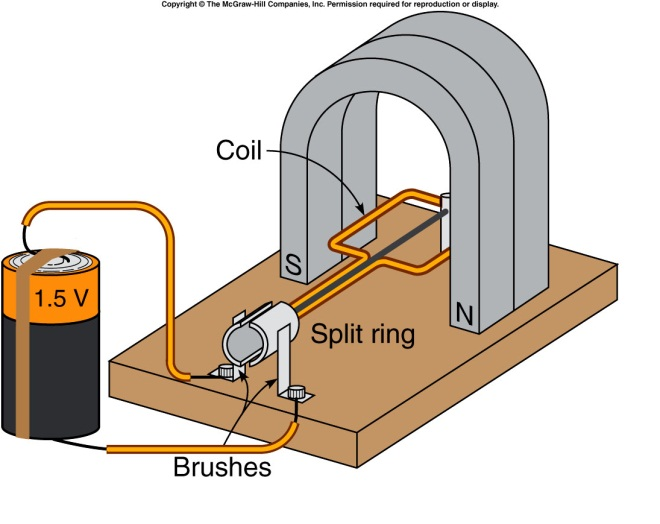 Copyright © The McGraw-Hill Companies, Inc. Permission required for reproduction or display.
Coil
S
1.5 V
N
Split ring
Brushes